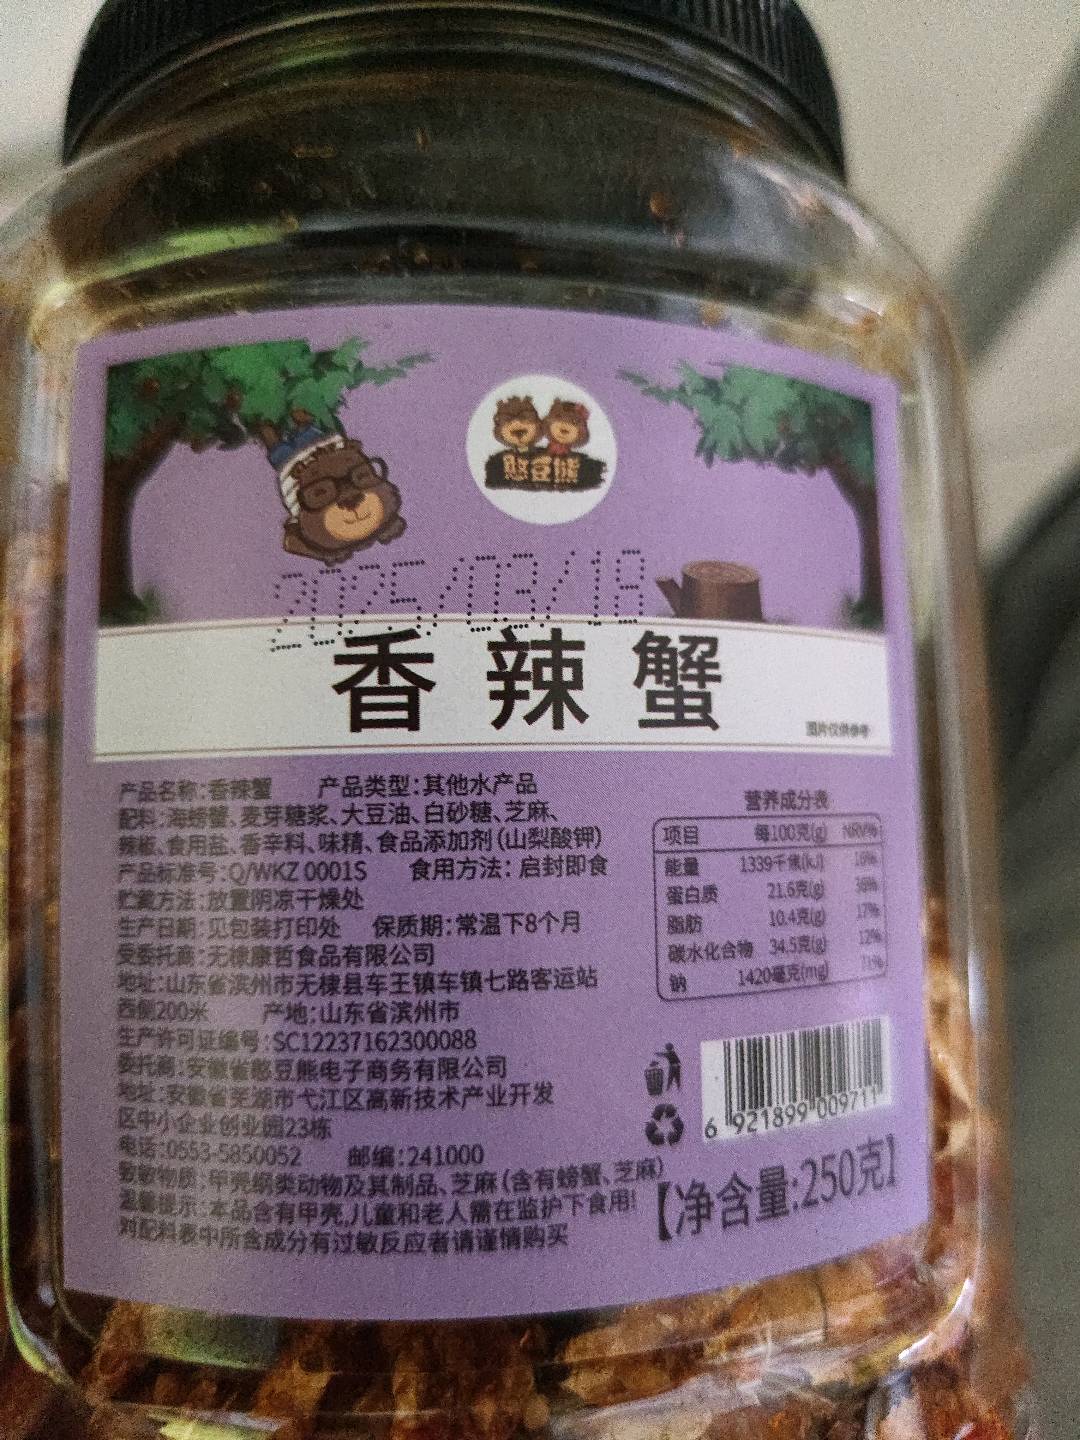 憨豆熊
2025/03/18
香辣蟹
图片仅供参考
产品名称:香辣蟹 产品类型:其他水产品
配料:海螃蟹、麦芽糖浆、大豆油、白砂糖、芝麻、
辣椒、食用盐、香辛料、味精、食品添加剂(山梨酸钾)
产品标准号:Q/WKZ 0001S 食用方法:启封即食
贮藏方法:放置阴凉干燥处
生产日期:见包装打印处 保质期:常温下8个月
受委托商:无棣康哲食品有限公司
地址:山东省滨州市无棣县车王镇车镇七路客运站
西侧200米 产地:山东省滨州市
生产许可证编号:SC12237162300088
委托商:安徽省憨豆熊电子商务有限公司
地址:安徽省芜湖市弋江区高新技术产业开发
区中小企业创业园23栋
电话:0553-5850052 邮编:241000
致敏物质:甲壳纲类动物及其制品、芝麻(含有螃蟹、芝麻)
温馨提示:本品含有甲壳,儿童和老人需在监护下食用!
对配料表中所含成分有过敏反应者请谨慎购买
营养成分表
项目 每100克(g) NRV%
能量 1339千焦(kJ) 16%
蛋白质 21.6克(g) 36%
脂肪 10.4克(g) 17%
碳水化合物 34.5克(g) 12%
钠 1420毫克(mg) 71%
6 921899 009711
【净含量:250克】